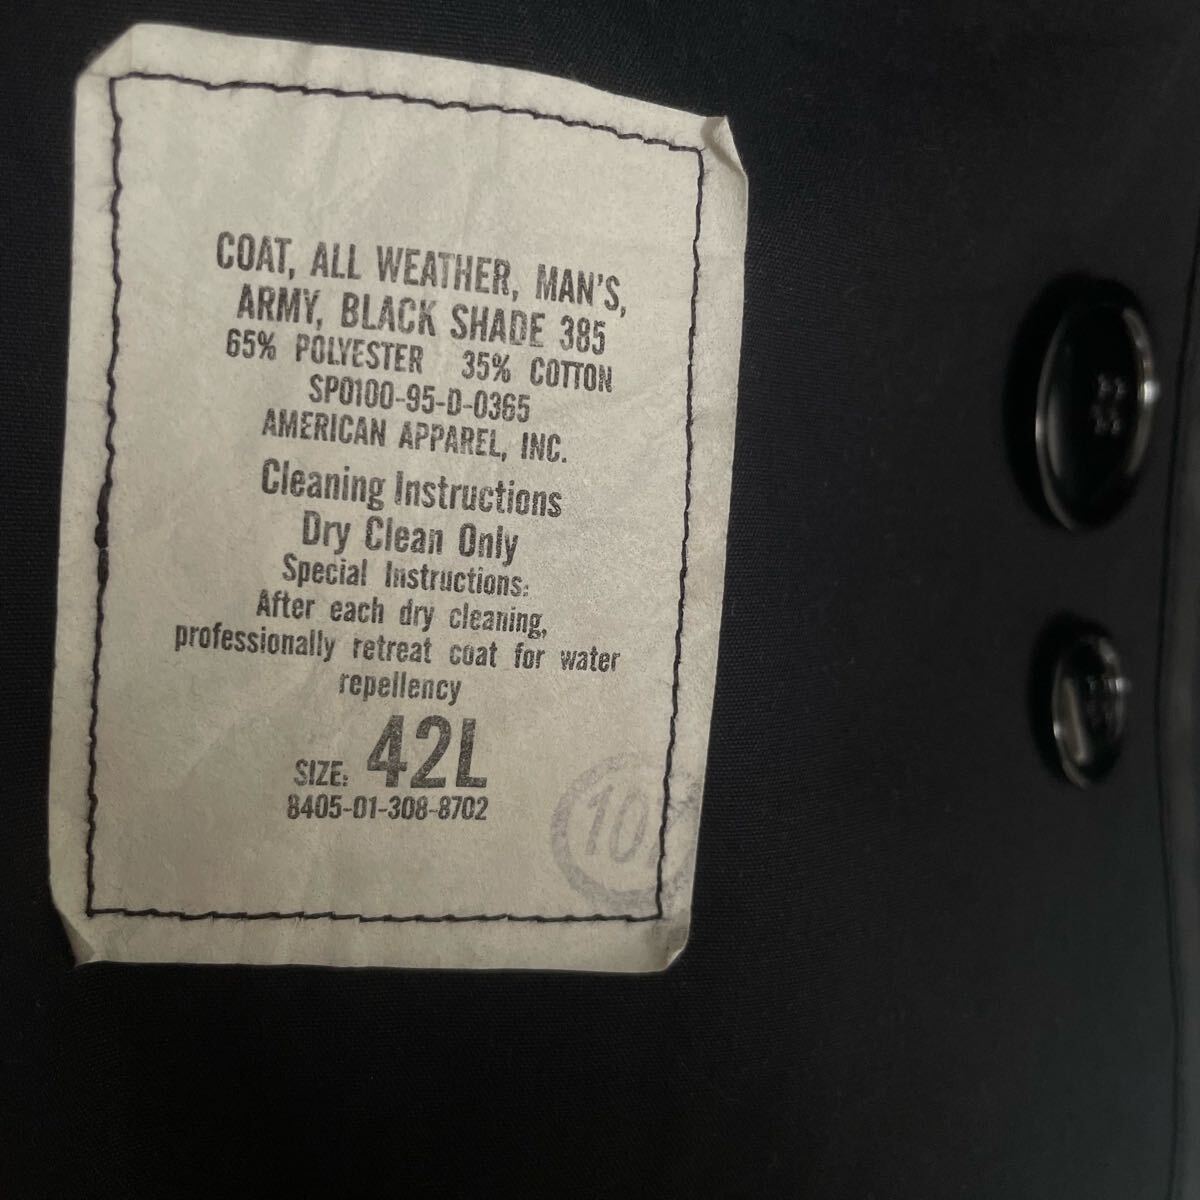 COAT, ALL WEATHER, MAN'S,
ARMY, BLACK SHADE 385
65% POLYESTER 35% COTTON
SPO100-95-D-0365
AMERICAN APPAREL, INC.
Cleaning Instructions
Dry Clean Only
Special Instructions:
After each dry cleaning,
professionally retreat coat for water
repellency
SIZE: 42L
8405-01-308-8702